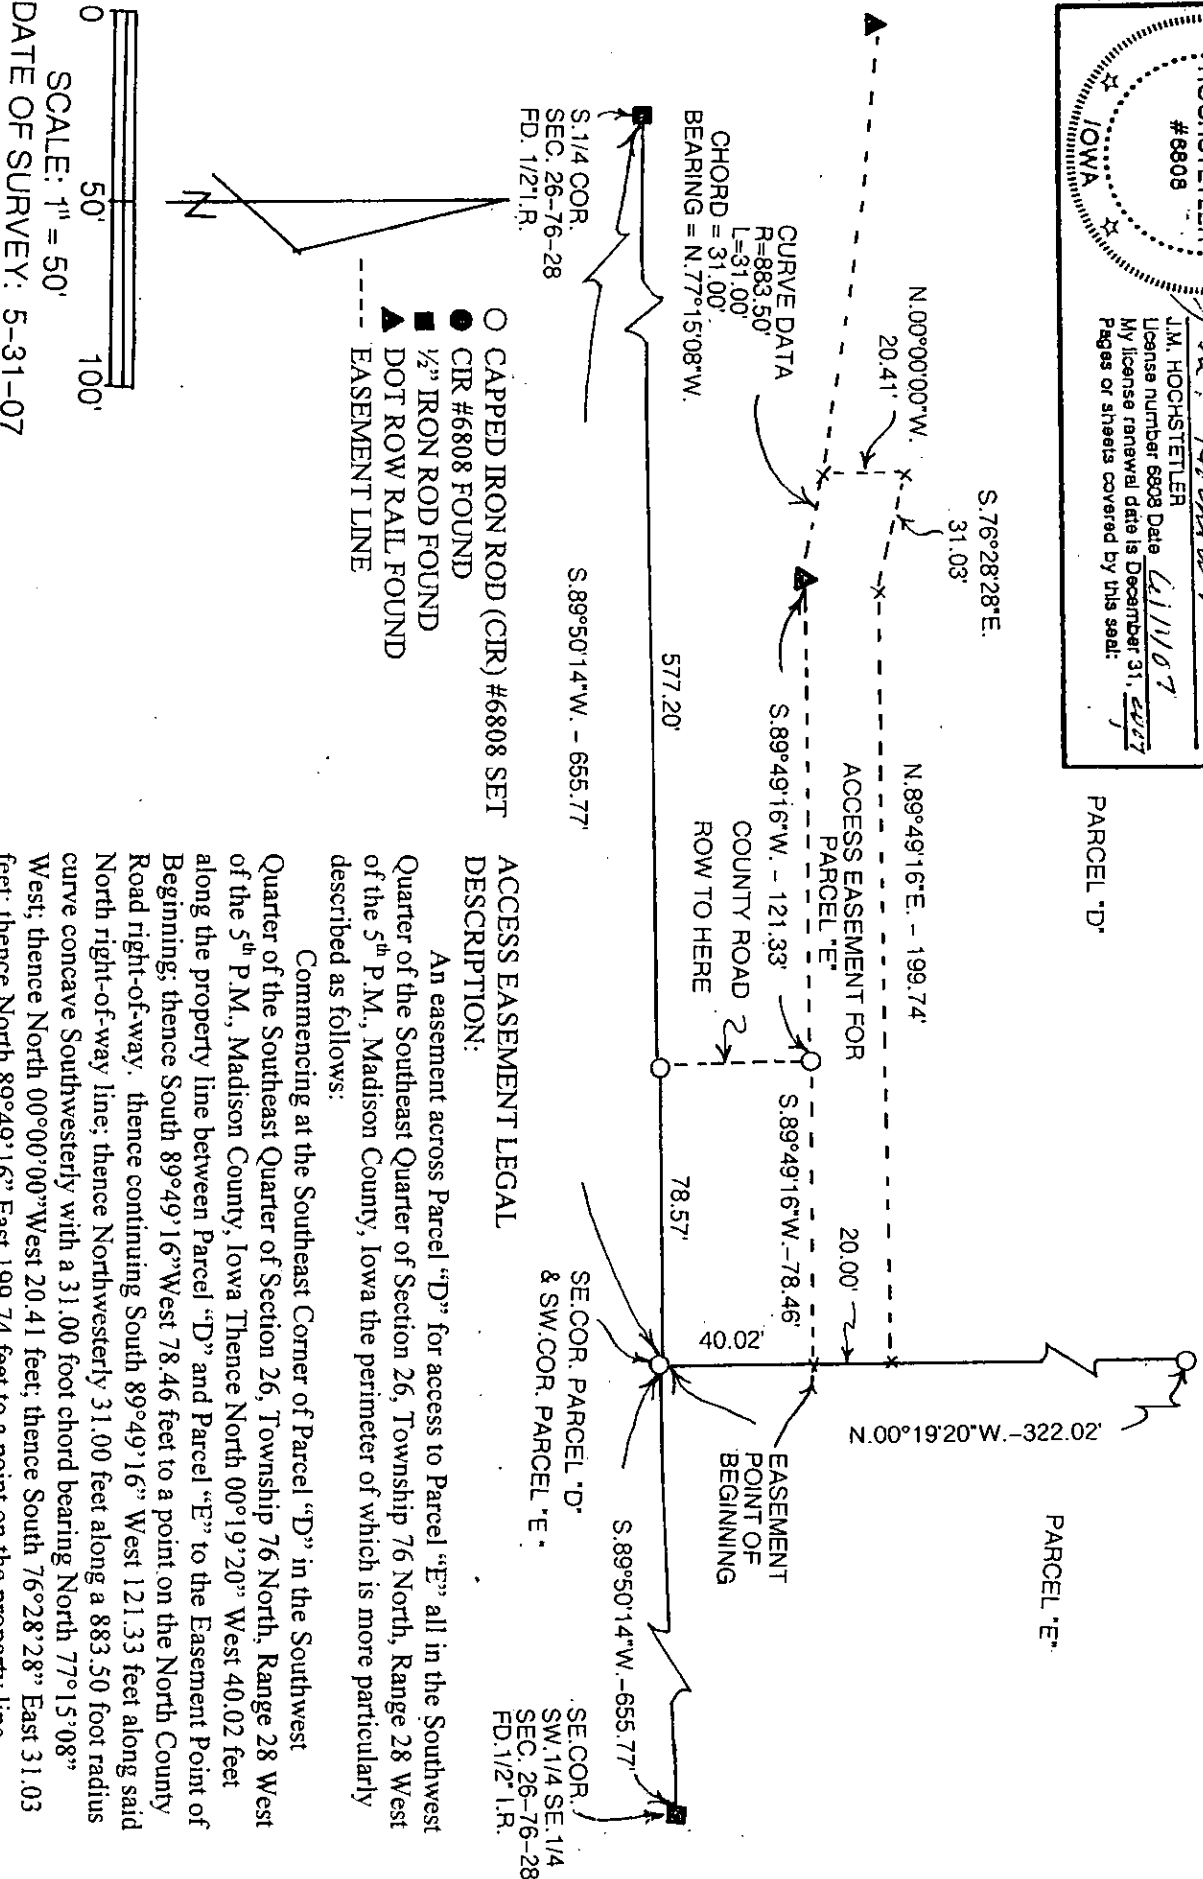 #6808
IOWA
J.M. HOCHSTETLER
License number 6808 Date
My license renewal date is December 31, 2007
Pages or sheets covered by this seal:
PARCEL "D"
PARCEL "E"
N.00°00'00"W.
20.41'
S.76°28'28"E.
31.03'
N.89°49'16"E. - 199.74'
ACCESS EASEMENT FOR
PARCEL "E"
20.00'
N.00°19'20"W.-322.02'
CURVE DATA
R=883.50'
L=31.00'
CHORD = 31.00'
BEARING = N.77°15'08"W.
S.89°49'16"W. - 121.33'
S.89°49'16"W.-78.46'
COUNTY ROAD
ROW TO HERE
40.02'
EASEMENT
POINT OF
BEGINNING
577.20'
78.57'
S.1/4 COR.
SEC. 26-76-28
FD. 1/2" I.R.
S.89°50'14"W. - 655.77'
SE.COR. PARCEL "D"
& SW.COR. PARCEL "E"
S.89°50'14"W.-655.77'
SE.COR.
SW.1/4 SE.1/4
SEC. 26-76-28
FD.1/2" I.R.
N
CAPPED IRON ROD (CIR) #6808 SET
CIR #6808 FOUND
½" IRON ROD FOUND
DOT ROW RAIL FOUND
EASEMENT LINE
0 50' 100'
SCALE: 1" = 50'
DATE OF SURVEY: 5-31-07
ACCESS EASEMENT LEGAL
DESCRIPTION:
An easement across Parcel "D" for access to Parcel "E" all in the Southwest
Quarter of the Southeast Quarter of Section 26, Township 76 North, Range 28 West
of the 5th P.M., Madison County, Iowa the perimeter of which is more particularly
described as follows:
Commencing at the Southeast Corner of Parcel "D" in the Southwest
Quarter of the Southeast Quarter of Section 26, Township 76 North, Range 28 West
of the 5th P.M., Madison County, Iowa Thence North 00°19'20" West 40.02 feet
along the property line between Parcel "D" and Parcel "E" to the Easement Point of
Beginning; thence South 89°49'16"West 78.46 feet to a point on the North County
Road right-of-way. thence continuing South 89°49'16" West 121.33 feet along said
North right-of-way line; thence Northwesterly 31.00 feet along a 883.50 foot radius
curve concave Southwesterly with a 31.00 foot chord bearing North 77°15'08"
West; thence North 00°00'00"West 20.41 feet; thence South 76°28'28" East 31.03
feet; thence North 89°49'16" East 199.74 feet to a point on the property line